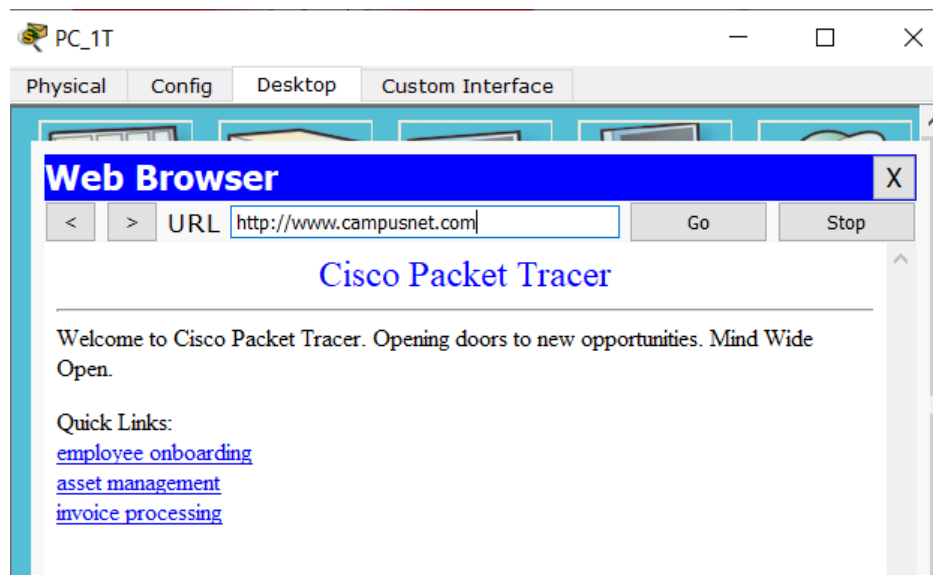 PC_1T
Physical Config Desktop Custom Interface
Web Browser X
< > URL http://www.campusnet.com Go Stop
Cisco Packet Tracer
Welcome to Cisco Packet Tracer. Opening doors to new opportunities. Mind Wide
Open.
Quick Links:
employee onboarding
asset management
invoice processing